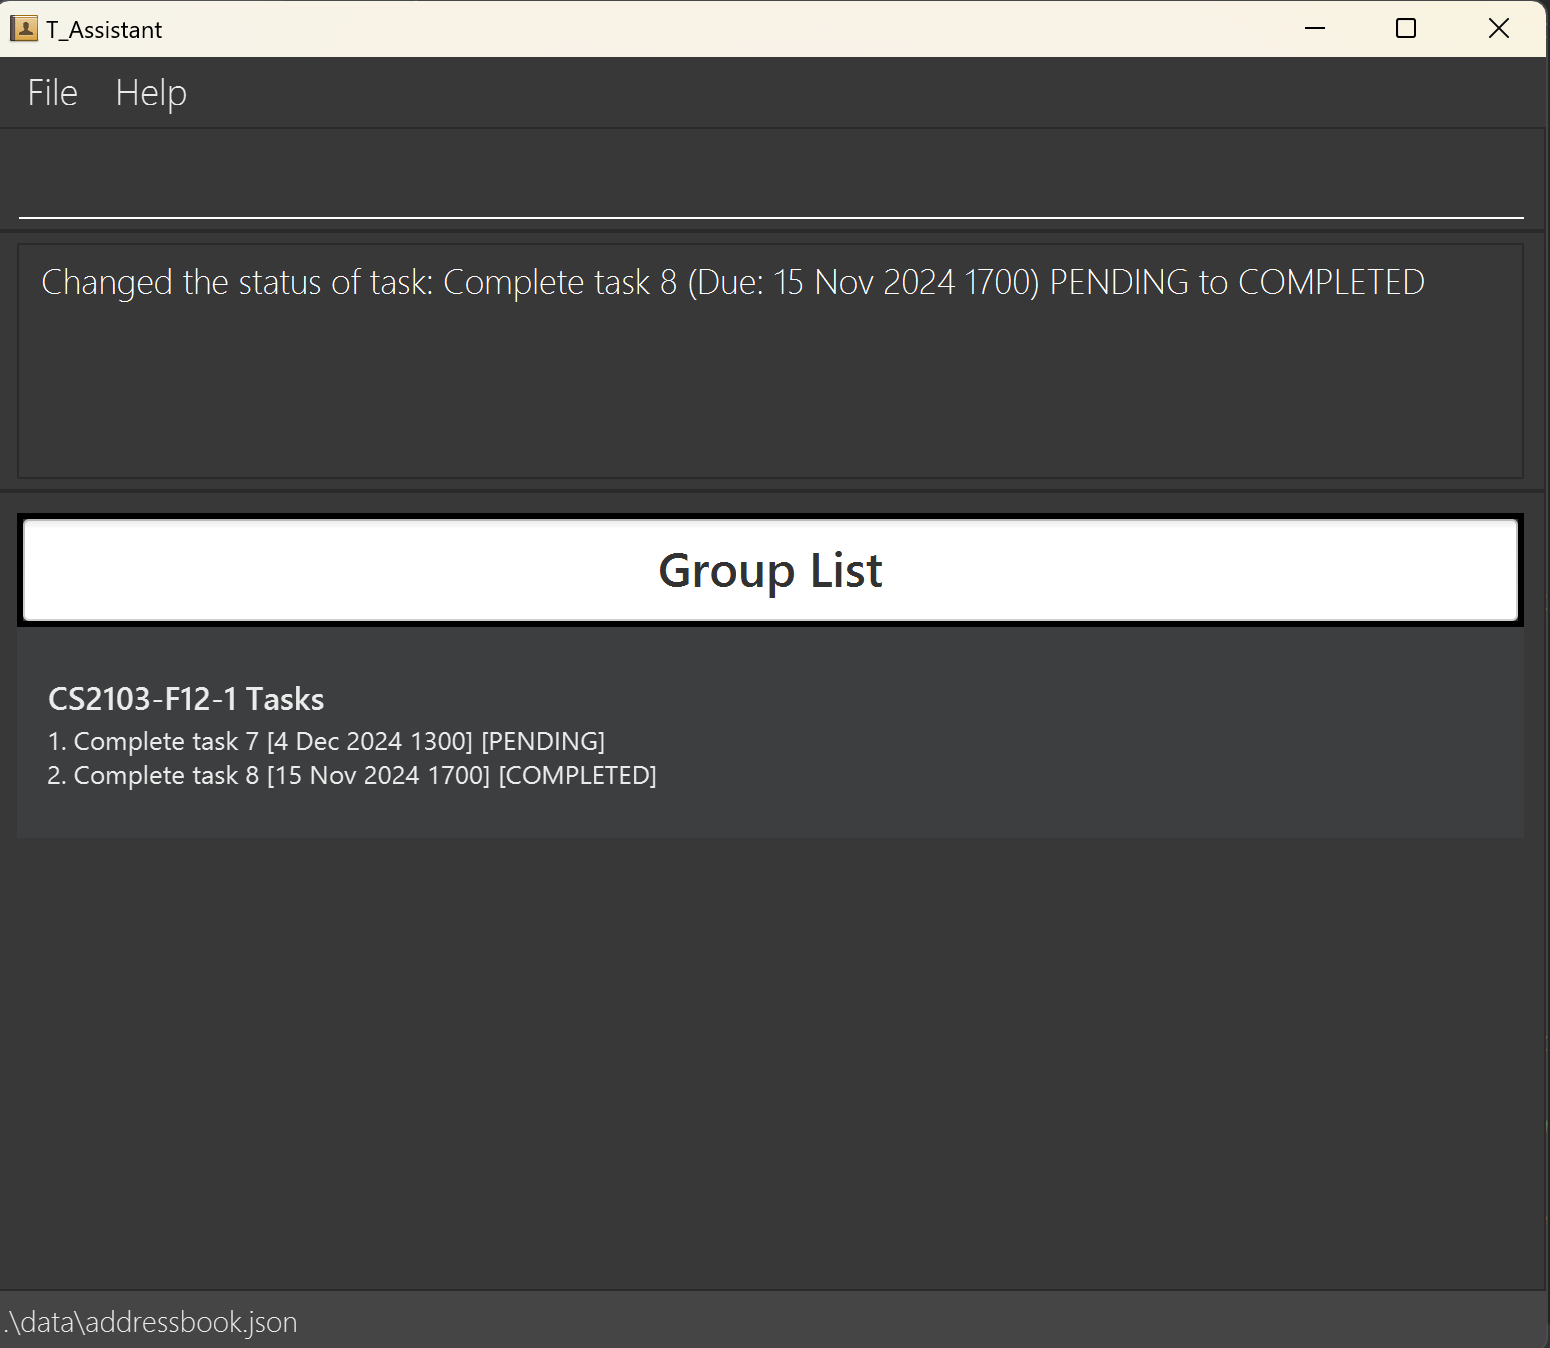 T_Assistant
File Help
Changed the status of task: Complete task 8 (Due: 15 Nov 2024 1700) PENDING to COMPLETED
Group List
CS2103-F12-1 Tasks
1. Complete task 7 [4 Dec 2024 1300] [PENDING]
2. Complete task 8 [15 Nov 2024 1700] [COMPLETED]
.\data\addressbook.json